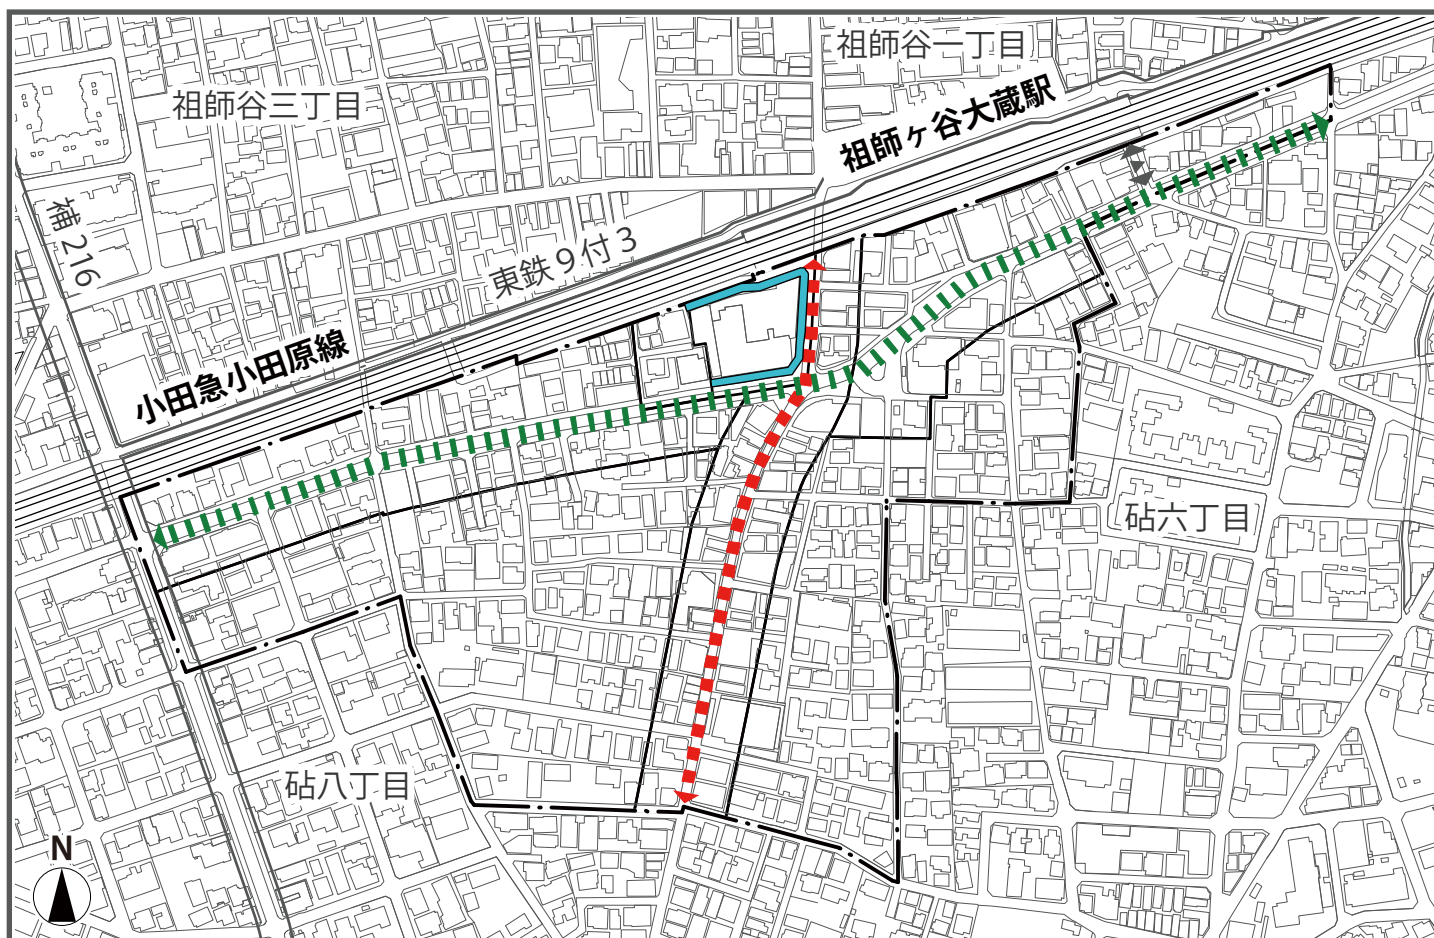 祖師谷一丁目
祖師谷三丁目
祖師ヶ谷大蔵駅
補216
東鉄9付3
小田急小田原線
砧六丁目
砧八丁目
N